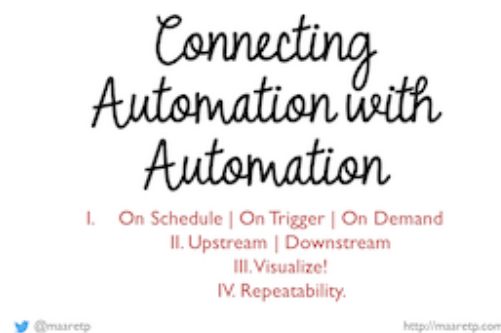 Connecting
Automation with
Automation
I. On Schedule | On Trigger | On Demand
II. Upstream | Downstream
III. Visualize!
IV. Repeatability.
@maaretp
http://maaretp.com